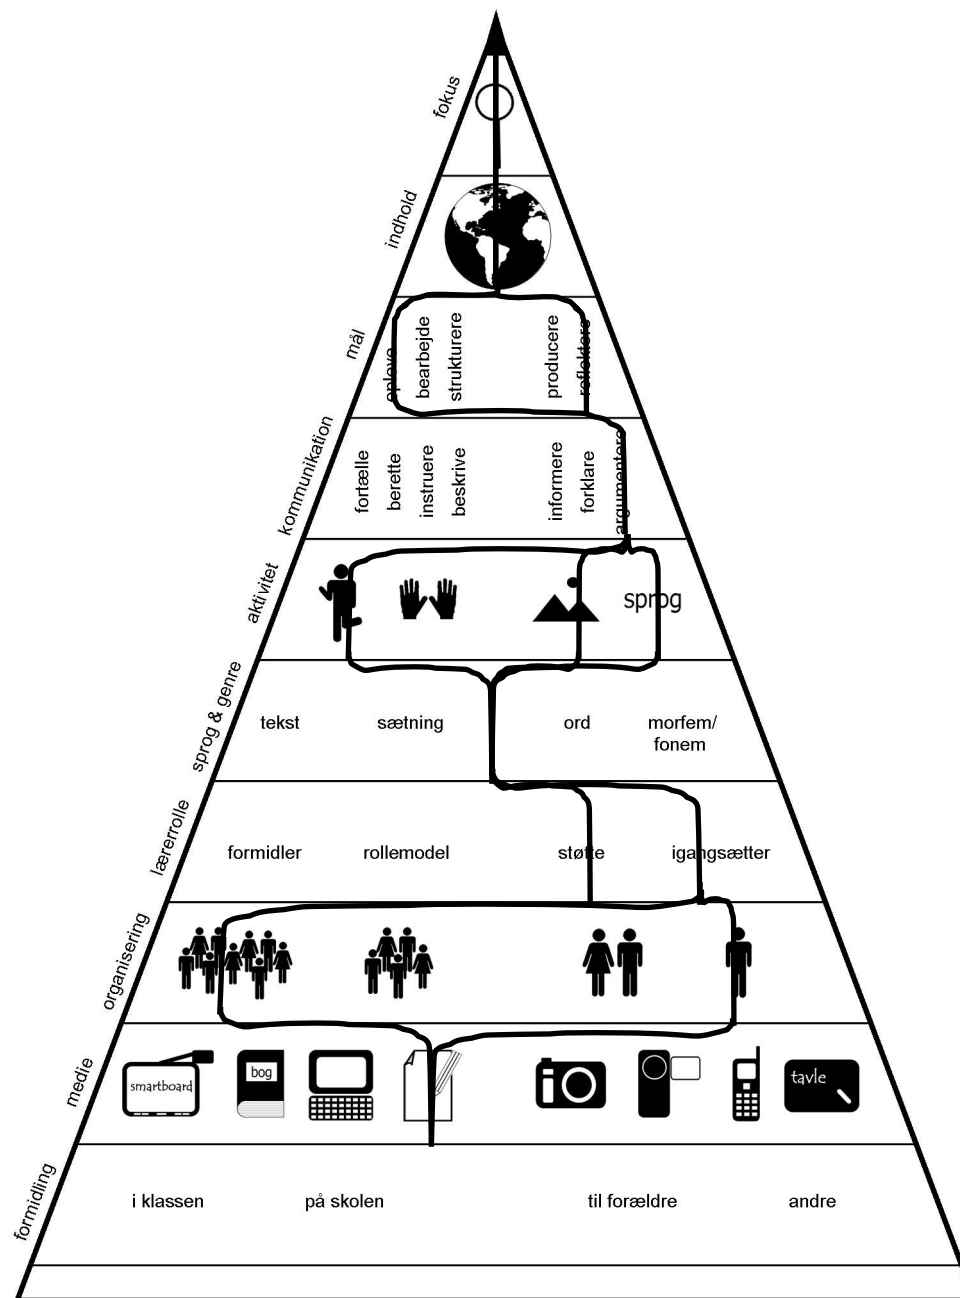 fokus
indhold
mål
opleve
bearbejde
strukturere
producere
reflektere
kommunikation
fortælle
berette
instruere
beskrive
informere
forklare
argumentere
aktivitet
sprog
sprog & genre
tekst
sætning
ord
morfem/
fonem
lærerrolle
formidler
rollemodel
støtte
igangsætter
organisering
medie
smartboard
bog
tavle
formidling
i klassen
på skolen
til forældre
andre